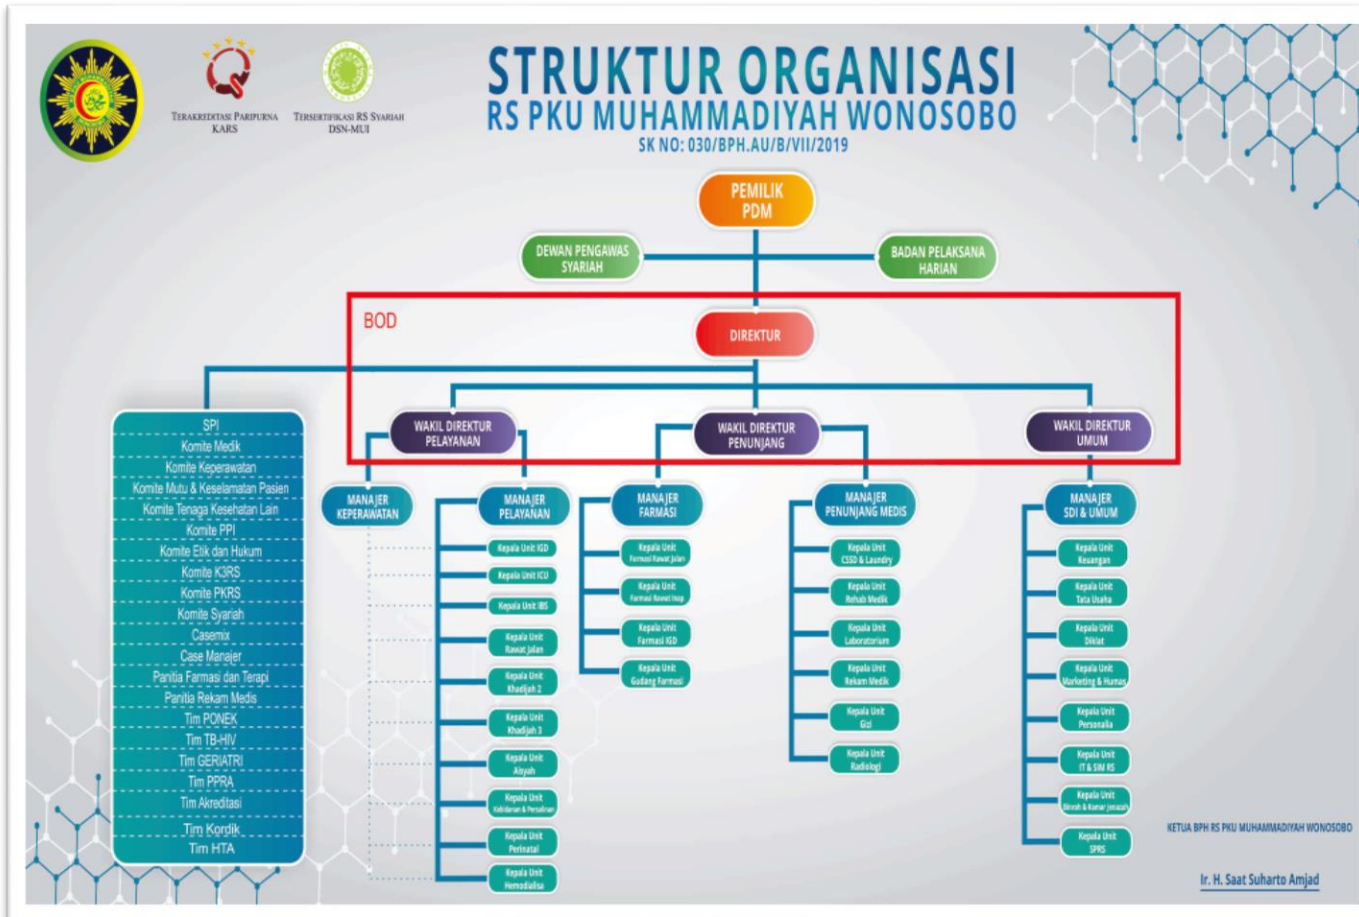 STRUKTUR ORGANISASI
RS PKU MUHAMMADIYAH WONOSOBO
SK NO: 030/BPH.AU/B/VII/2019
TERAKREDITASI PARIPURNA
KARS
TERSERTIFIKASI RS SYARIAH
DSN-MUI
PEMILIK
PDM
DEWAN PENGAWAS
SYARIAH
BADAN PELAKSANA
HARIAN
BOD
DIREKTUR
WAKIL DIREKTUR
PELAYANAN
WAKIL DIREKTUR
PENUNJANG
WAKIL DIREKTUR
UMUM
SPI
Komite Medik
Komite Keperawatan
Komite Mutu & Keselamatan Pasien
Komite Tenaga Kesehatan Lain
Komite PPI
Komite Etik dan Hukum
Komite K3RS
Komite PKRS
Komite Syariah
Casemix
Case Manajer
Panitia Farmasi dan Terapi
Panitia Rekam Medis
Tim PONEK
Tim TB-HIV
Tim GERIATRI
Tim PPRA
Tim Akreditasi
Tim Kordik
Tim HTA
MANAJER
KEPERAWATAN
MANAJER
PELAYANAN
Kepala Unit IGD
Kepala Unit ICU
Kepala Unit IBS
Kepala Unit
Rawat Jalan
Kepala Unit
Khadijah 2
Kepala Unit
Khadijah 3
Kepala Unit
Aisyah
Kepala Unit
Kebidanan & Persalinan
Kepala Unit
Perinatal
Kepala Unit
Hemodialisa
MANAJER
FARMASI
Kepala Unit
Farmasi Rawat Jalan
Kepala Unit
Farmasi Rawat Inap
Kepala Unit
Farmasi IGD
Kepala Unit
Gudang Farmasi
MANAJER
PENUNJANG MEDIS
Kepala Unit
CSSD & Laundry
Kepala Unit
Rehab Medik
Kepala Unit
Laboratorium
Kepala Unit
Rekam Medik
Kepala Unit
Gizi
Kepala Unit
Radiologi
MANAJER
SDI & UMUM
Kepala Unit
Keuangan
Kepala Unit
Tata Usaha
Kepala Unit
Diklat
Kepala Unit
Marketing & Humas
Kepala Unit
Personalia
Kepala Unit
IT & SIM RS
Kepala Unit
& Kamar Jenazah
Kepala Unit
SPRS
KETUA BPH RS PKU MUHAMMADIYAH WONOSOBO
Ir. H. Saat Suharto Amjad